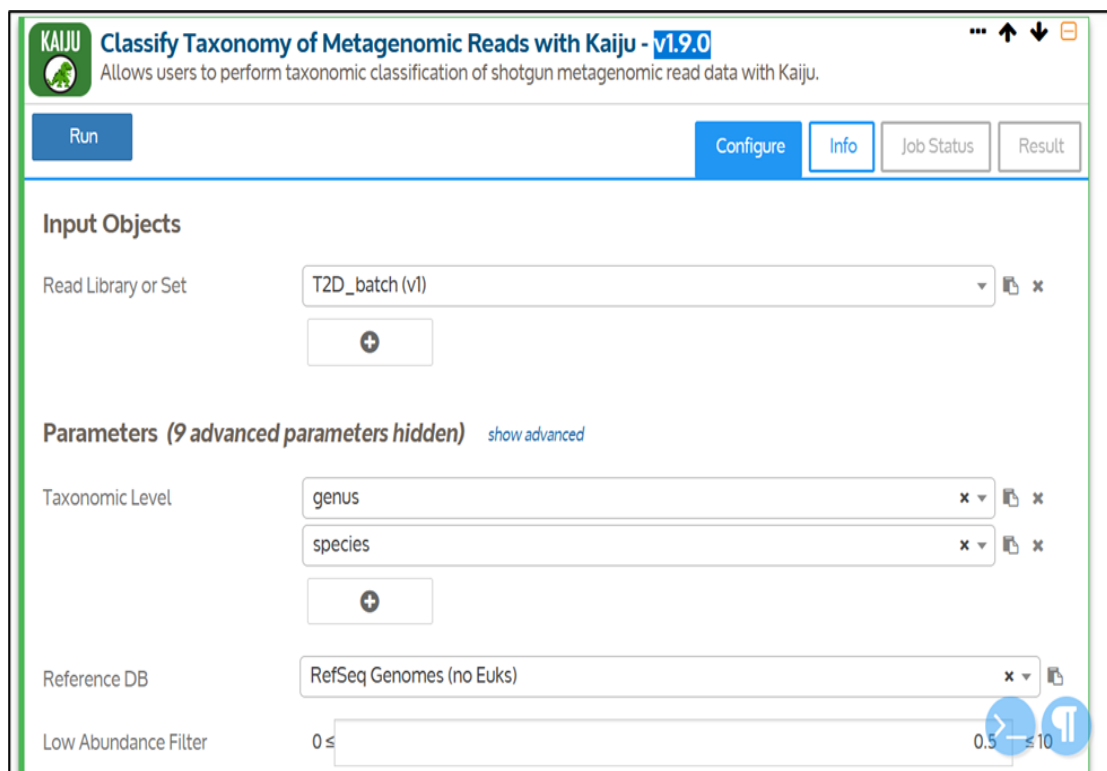 KAIJU
Classify Taxonomy of Metagenomic Reads with Kaiju - v1.9.0
Allows users to perform taxonomic classification of shotgun metagenomic read data with Kaiju.
Run
Configure
Info
Job Status
Result
Input Objects
Read Library or Set
T2D_batch (v1)
Parameters (9 advanced parameters hidden) show advanced
Taxonomic Level
genus
species
Reference DB
RefSeq Genomes (no Euks)
Low Abundance Filter
0 ≤ 0.5 ≤ 10